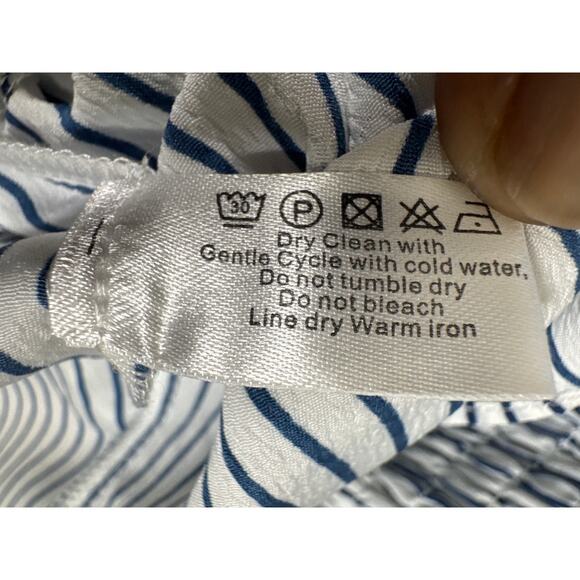 30 P
Dry Clean with
Gentle Cycle with cold water,
Do not tumble dry
Do not bleach
Line dry Warm iron